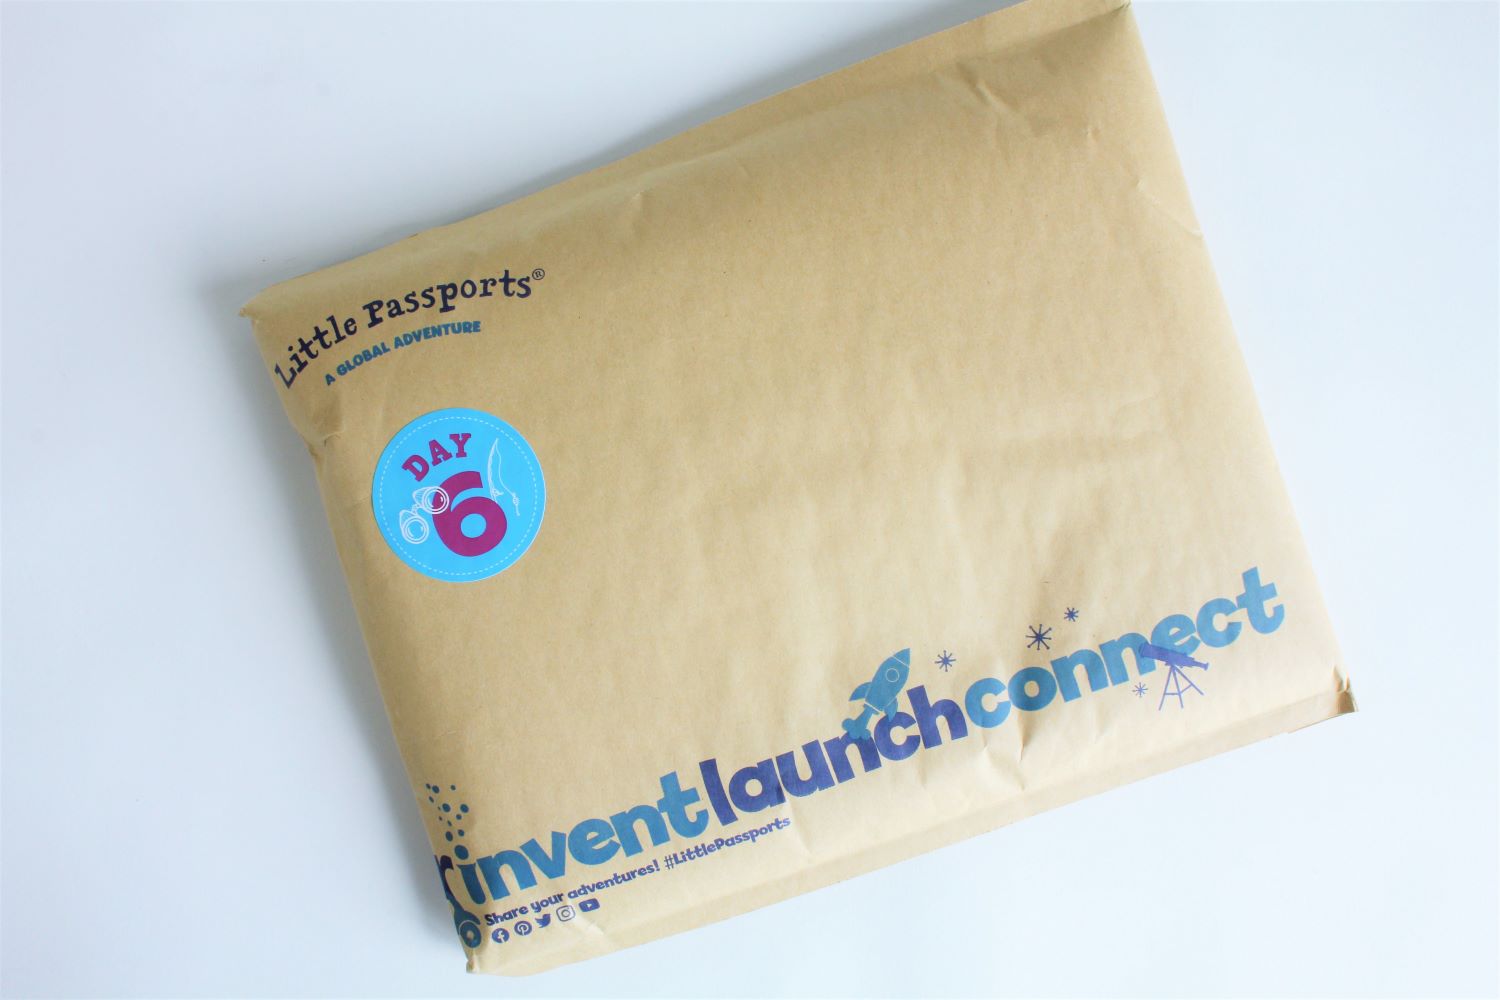 Little Passports®
A GLOBAL ADVENTURE
DAY
6
inventlaunchconnect
Share your adventures! #LittlePassports